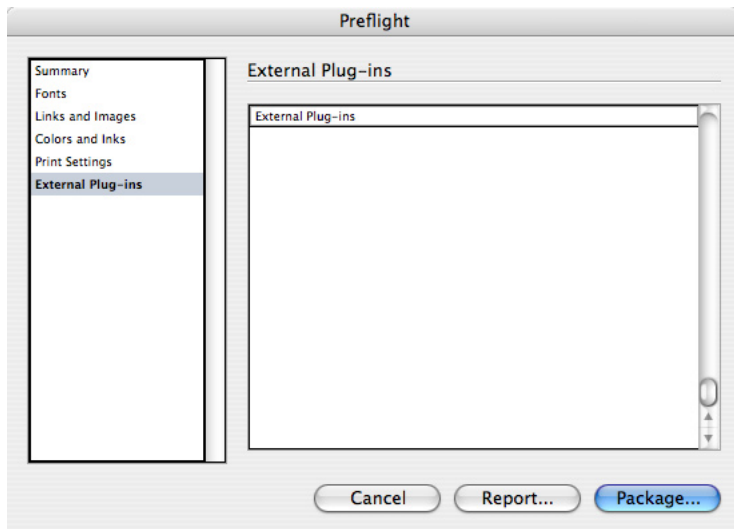 Preflight
Summary
Fonts
Links and Images
Colors and Inks
Print Settings
External Plug-ins
External Plug-ins
External Plug-ins
Cancel
Report...
Package...